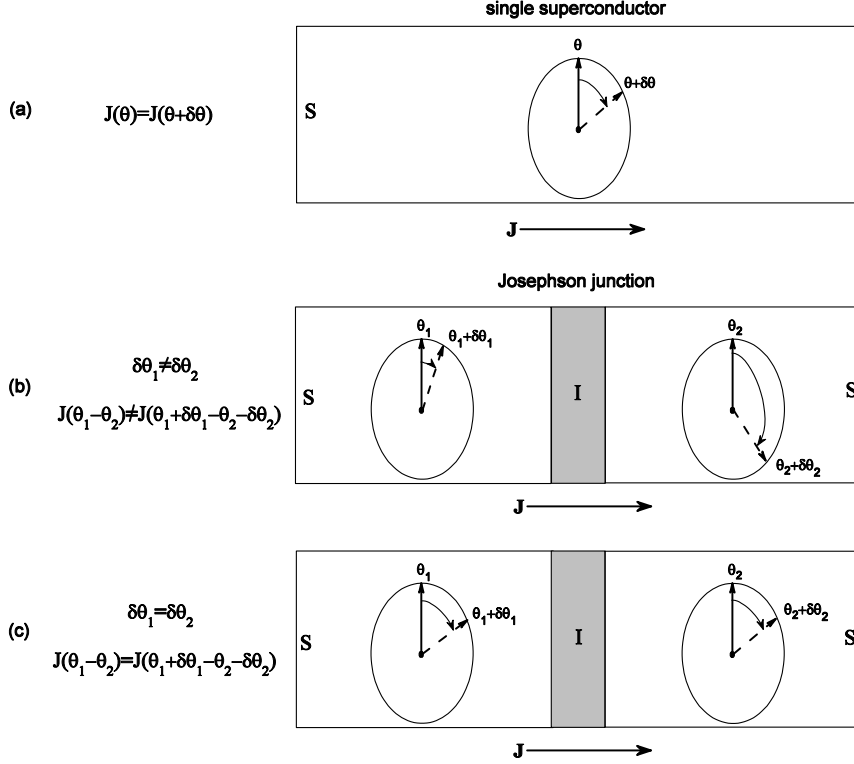 single superconductor
(a)
J(θ)=J(θ+δθ)
S
θ
θ+δθ
J
Josephson junction
(b)
δθ₁≠δθ₂
J(θ₁−θ₂)≠J(θ₁+δθ₁−θ₂−δθ₂)
S
θ₁
θ₁+δθ₁
I
θ₂
θ₂+δθ₂
S
J
(c)
δθ₁=δθ₂
J(θ₁−θ₂)=J(θ₁+δθ₁−θ₂−δθ₂)
S
θ₁
θ₁+δθ₁
I
θ₂
θ₂+δθ₂
S
J